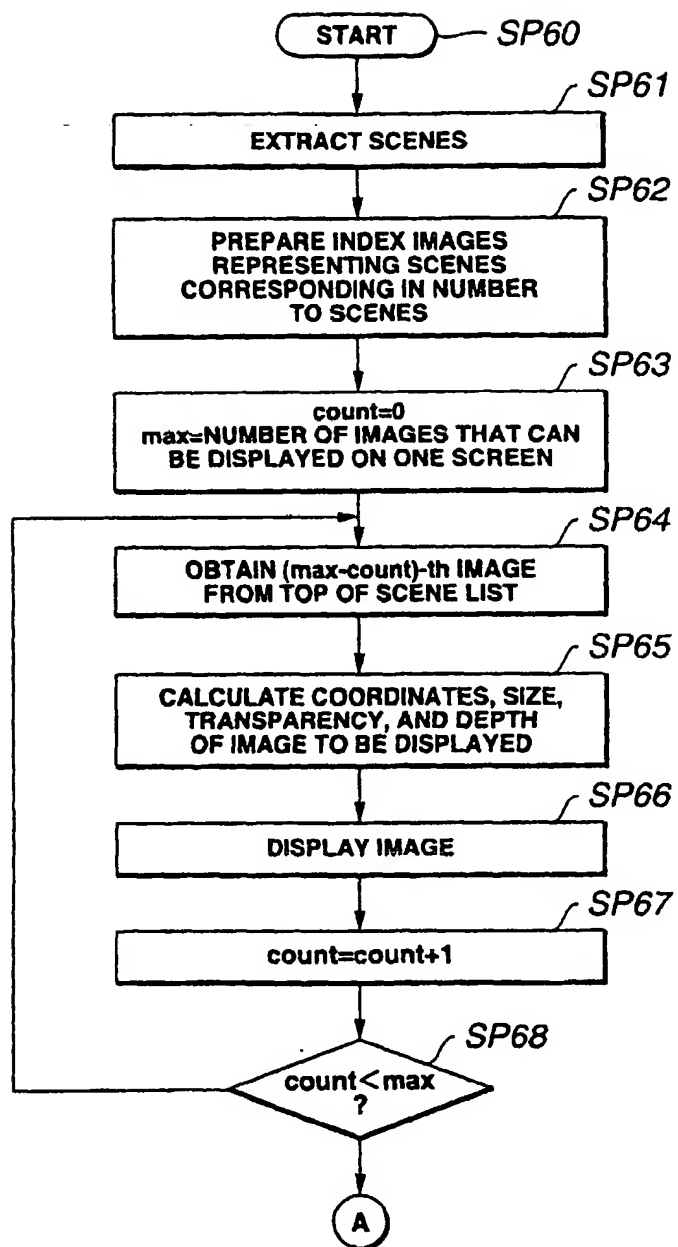 START
SP60
SP61
EXTRACT SCENES
SP62
PREPARE INDEX IMAGES
REPRESENTING SCENES
CORRESPONDING IN NUMBER
TO SCENES
SP63
count=0
max=NUMBER OF IMAGES THAT CAN
BE DISPLAYED ON ONE SCREEN
SP64
OBTAIN (max-count)-th IMAGE
FROM TOP OF SCENE LIST
SP65
CALCULATE COORDINATES, SIZE,
TRANSPARENCY, AND DEPTH
OF IMAGE TO BE DISPLAYED
SP66
DISPLAY IMAGE
SP67
count=count+1
SP68
count<max
?
A